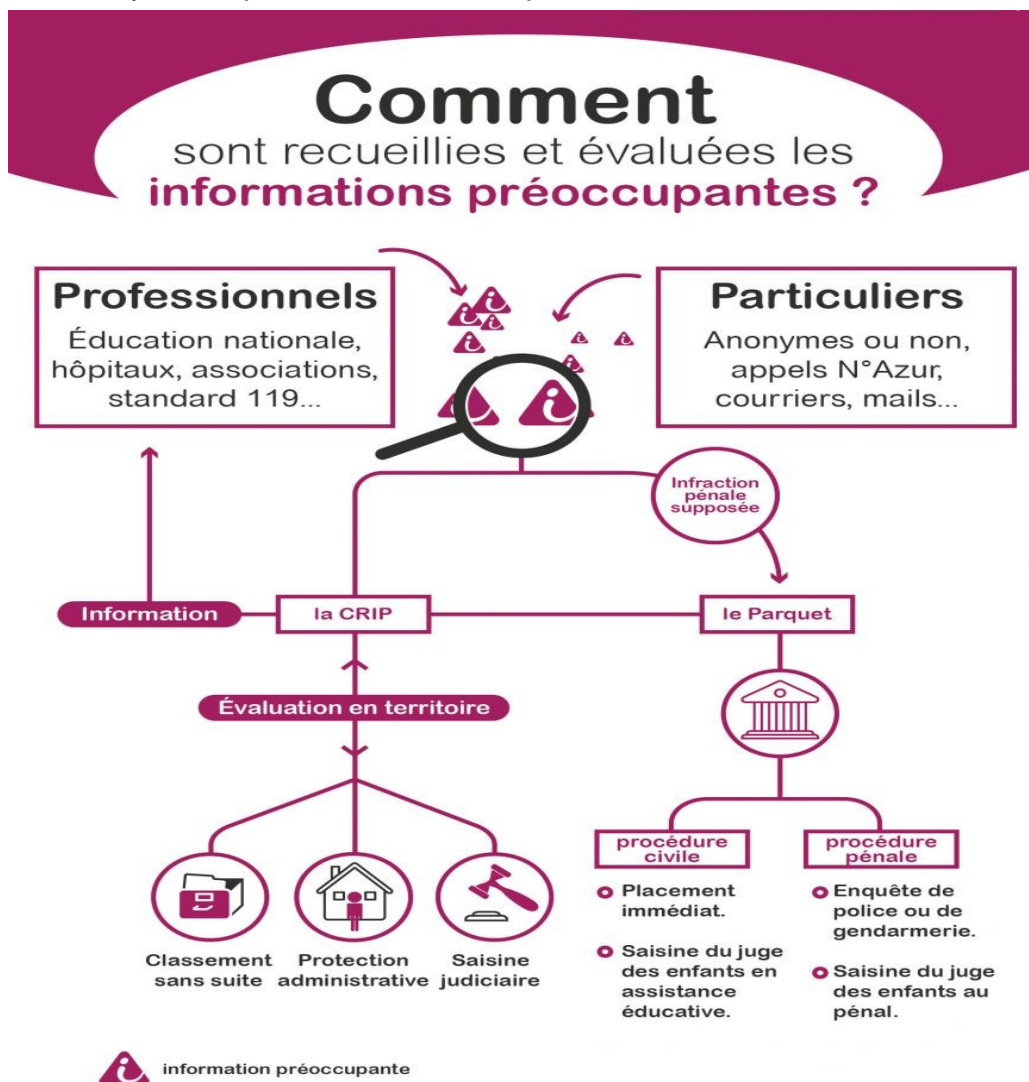 Comment
sont recueillies et évaluées les
informations préoccupantes ?
Professionnels
Éducation nationale,
hôpitaux, associations,
standard 119...
Particuliers
Anonymes ou non,
appels N°Azur,
courriers, mails...
Infraction
pénale
supposée
Information
la CRIP
le Parquet
Évaluation en territoire
Classement
sans suite
Protection
administrative
Saisine
judiciaire
procédure
civile
Placement
immédiat.
Saisine du juge
des enfants en
assistance
éducative.
procédure
pénale
Enquête de
police ou de
gendarmerie.
Saisine du juge
des enfants au
pénal.
information préoccupante